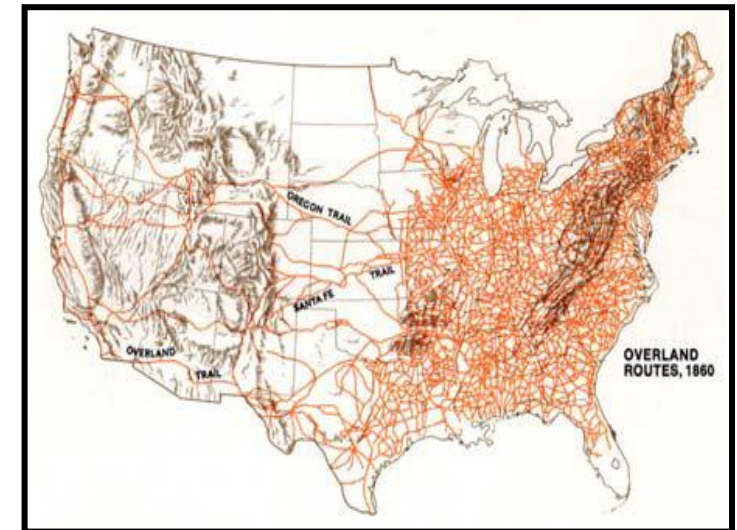 OREGON TRAIL
SANTA FE TRAIL
OVERLAND TRAIL
OVERLAND
ROUTES, 1860